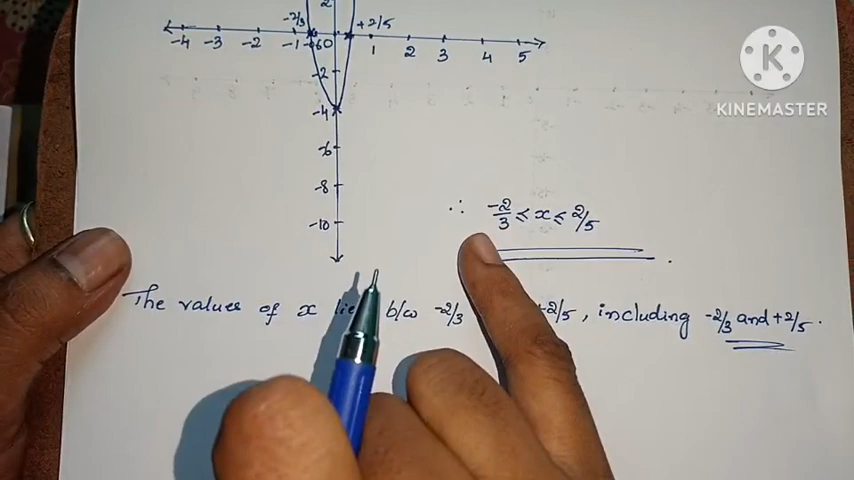 2
-2/3 +2/5
-4 -3 -2 -1 0 1 2 3 4 5
-2
-4
-6
-8
-10
∴ -2/3 ≤ x ≤ 2/5
The values of x lie b/w -2/3 +2/5, including -2/3 and +2/5.
KINEMASTER